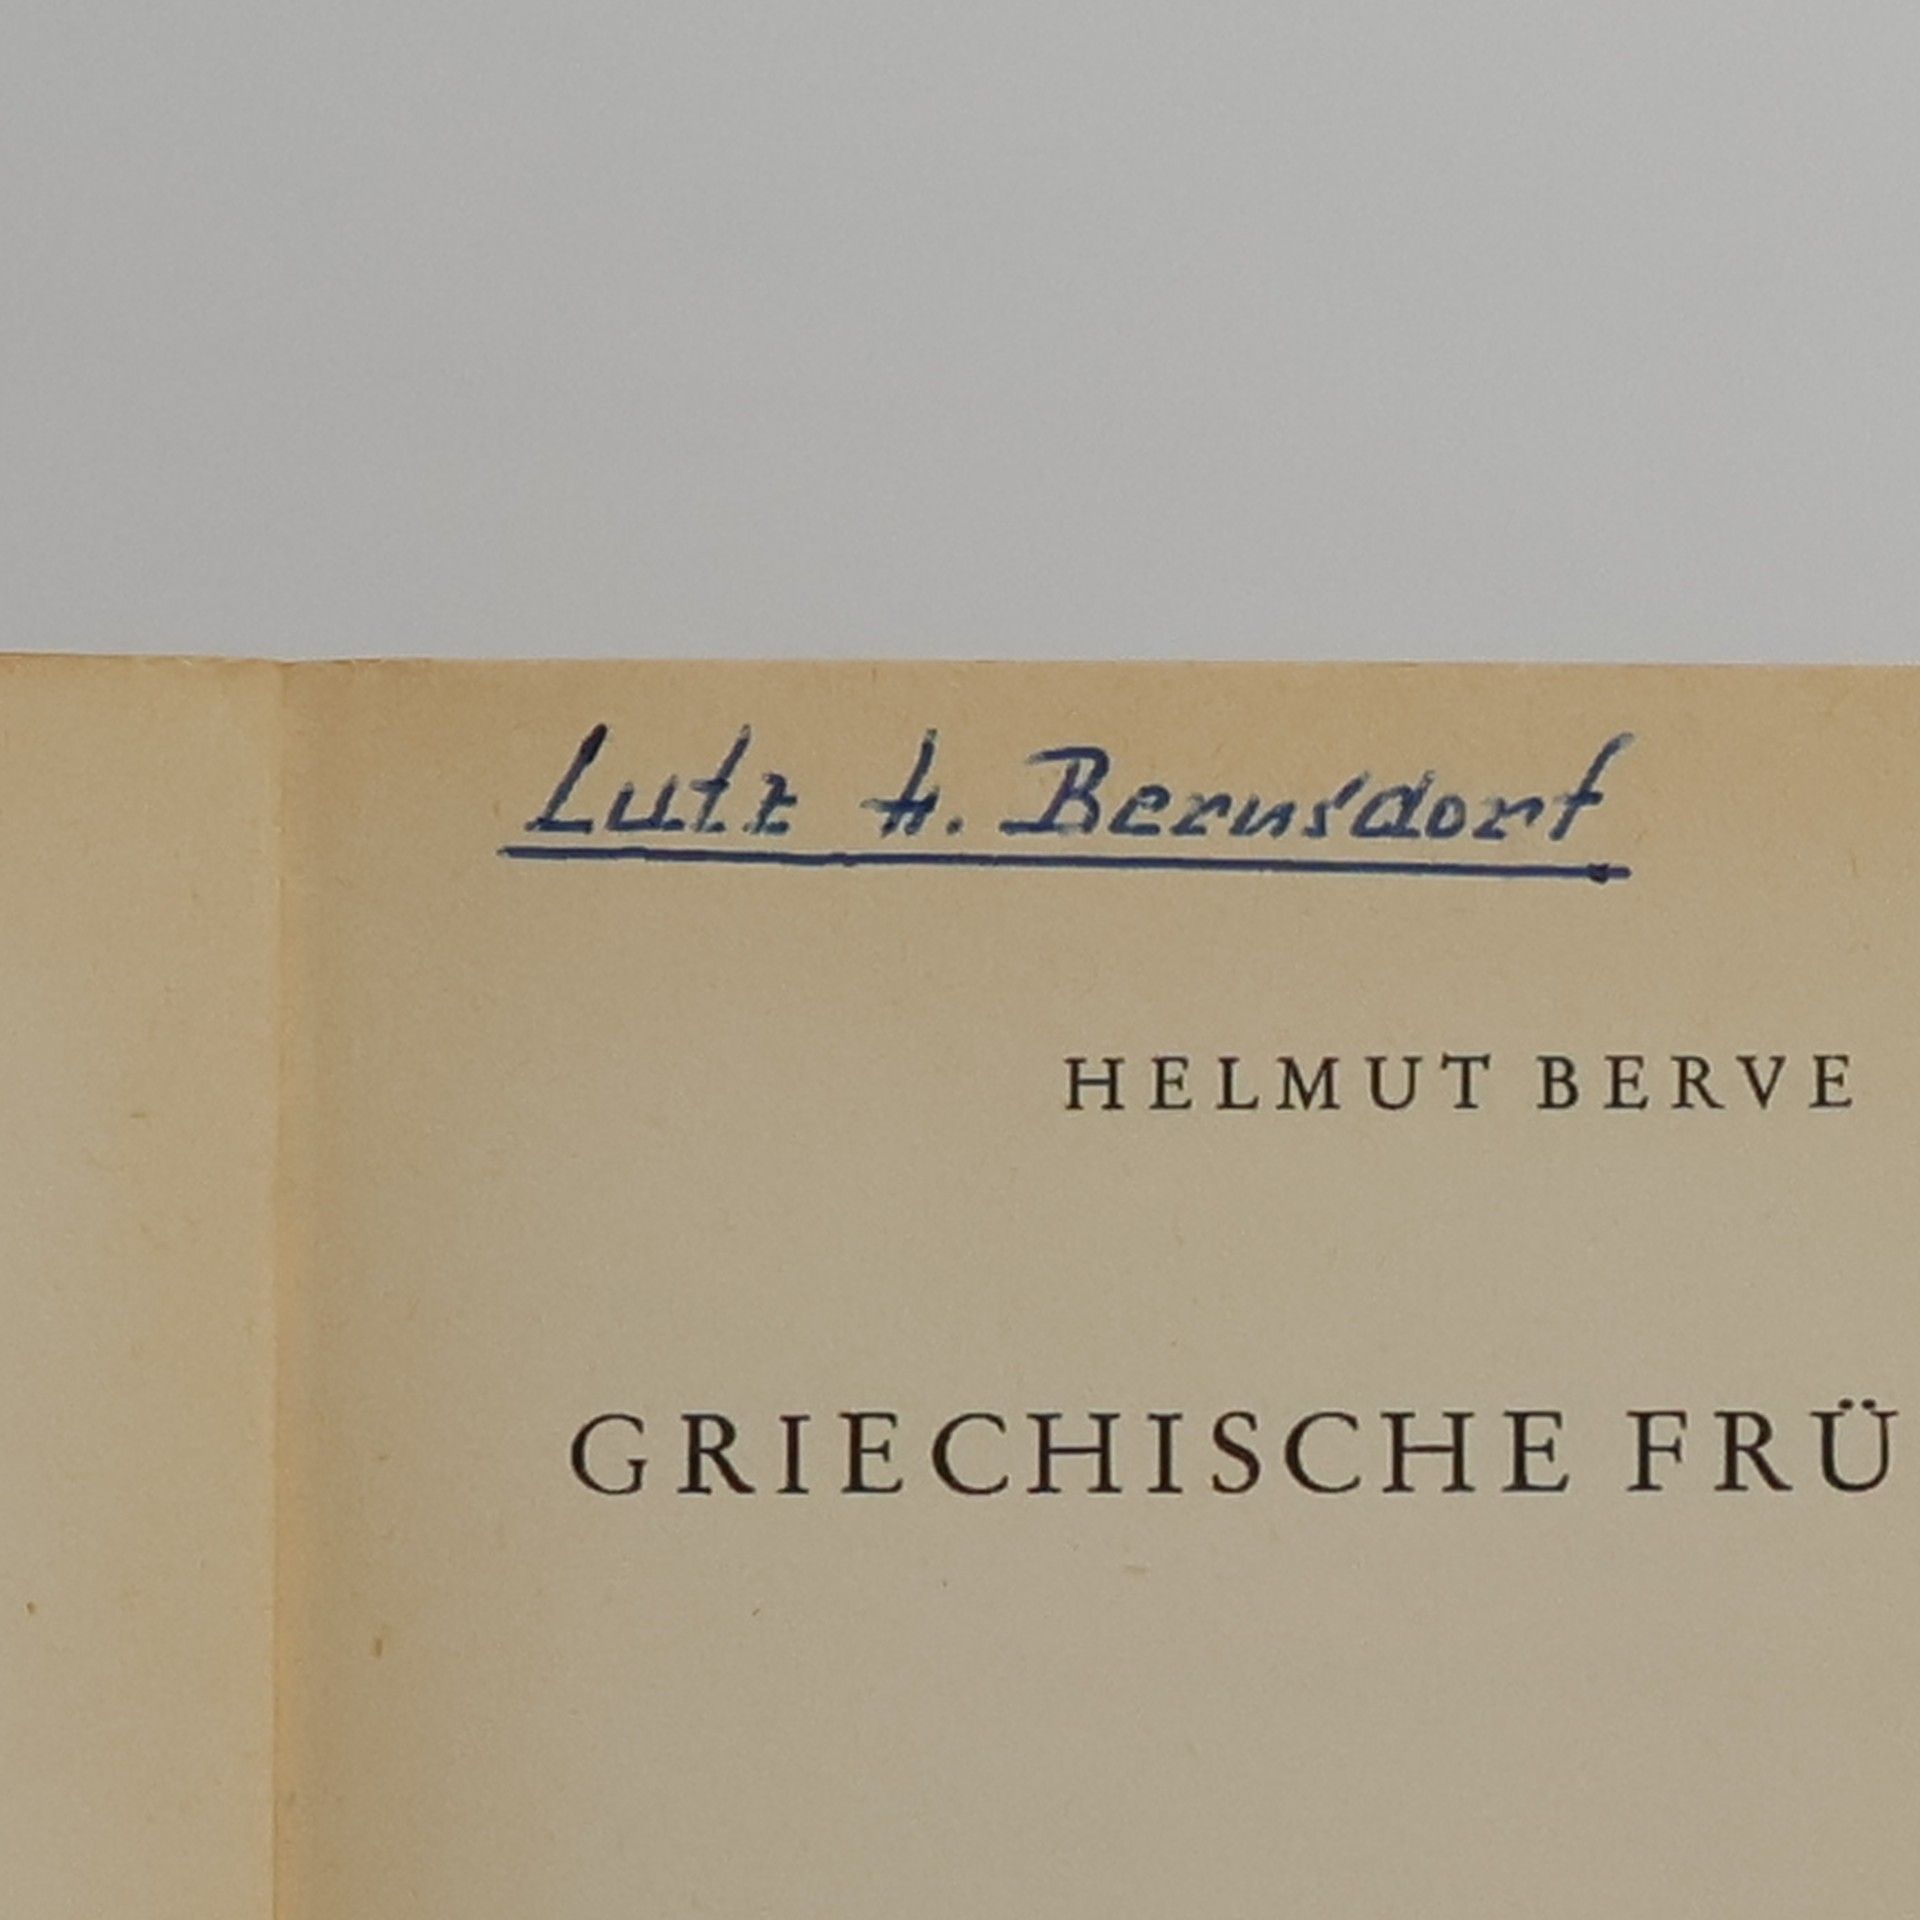 Lutz H. Bernsdorf
HELMUT BERVE
GRIECHISCHE FRÜ